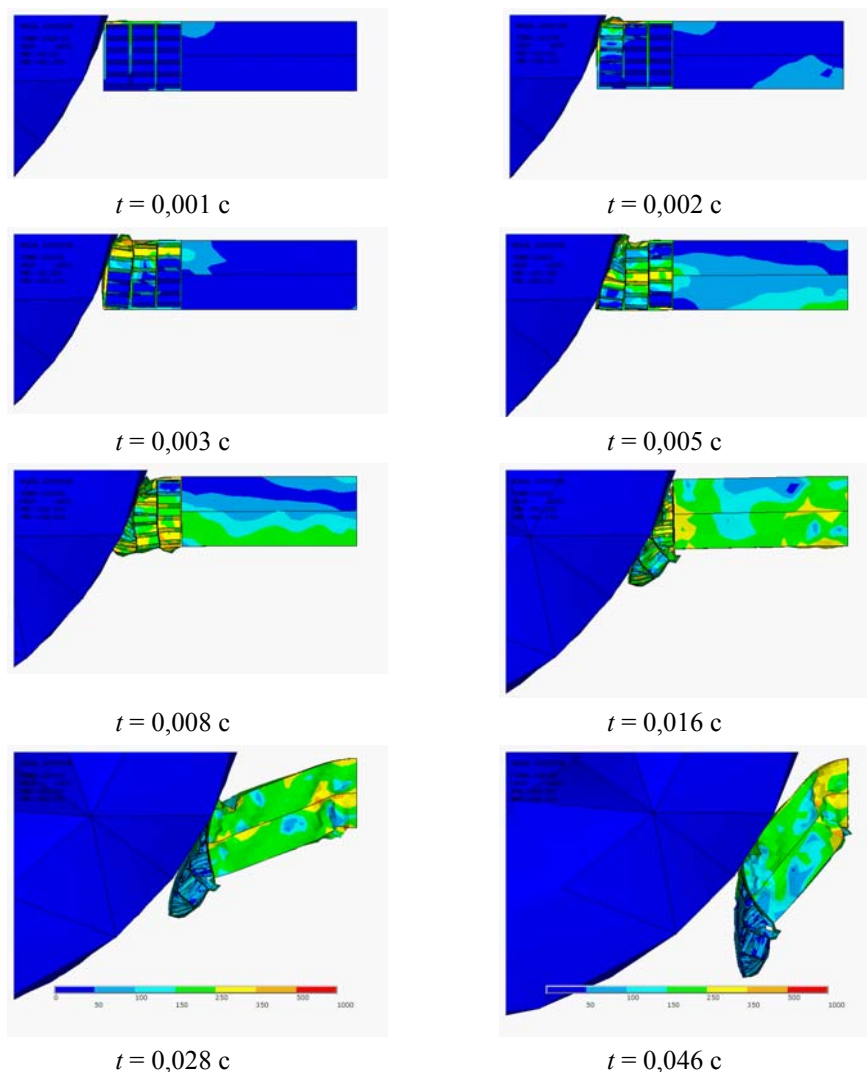 t = 0,001 с
t = 0,002 с
t = 0,003 с
t = 0,005 с
t = 0,008 с
t = 0,016 с
0 50 100 150 250 350 500 1000
50 100 150 250 350 500 1000
t = 0,028 с
t = 0,046 с